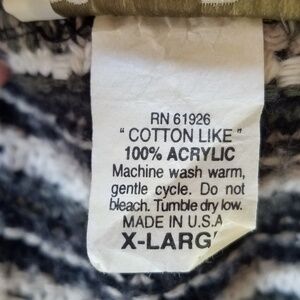 RN 61926
" COTTON LIKE "
100% ACRYLIC
Machine wash warm,
gentle cycle. Do not
bleach. Tumble dry low.
MADE IN U.S.A
X-LARG